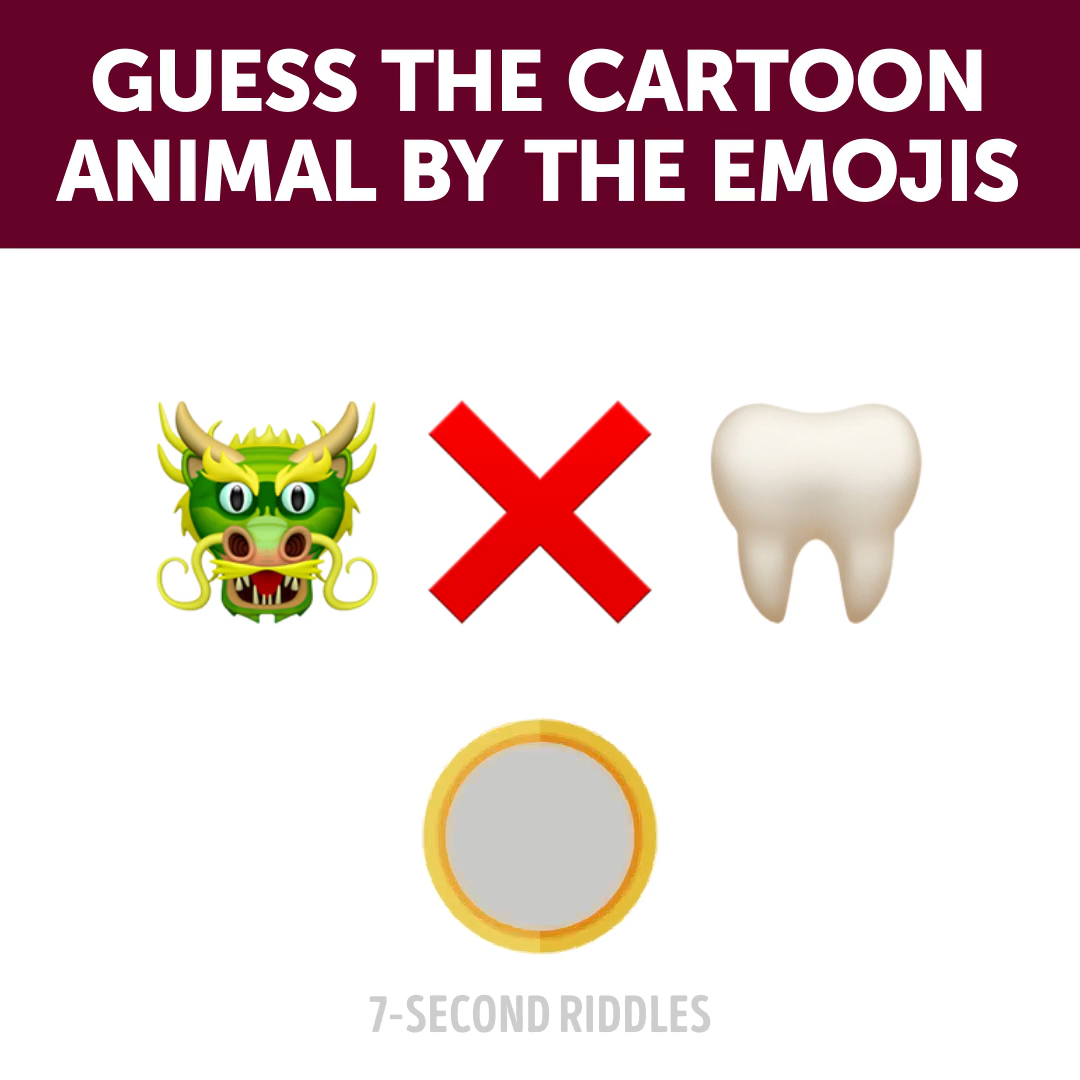 GUESS THE CARTOON
ANIMAL BY THE EMOJIS
7-SECOND RIDDLES